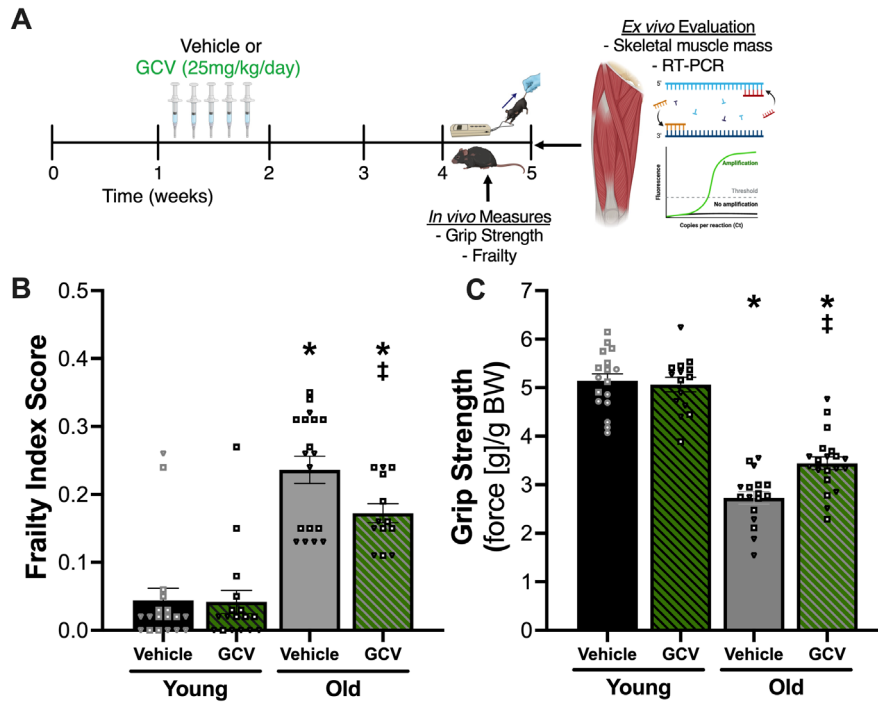 A
Vehicle or
GCV (25mg/kg/day)
0 1 2 3 4 5
Time (weeks)
In vivo Measures
- Grip Strength
- Frailty
Ex vivo Evaluation
- Skeletal muscle mass
- RT-PCR
5'
3'
Fluorescence
Amplification
Threshold
No amplification
Copies per reaction (Ct)
B
Frailty Index Score
0.5
0.4
0.3
0.2
0.1
0.0
*
*
‡
Vehicle GCV Vehicle GCV
Young Old
C
Grip Strength
(force [g]/g BW)
7
6
5
4
3
2
1
0
*
*
‡
Vehicle GCV Vehicle GCV
Young Old